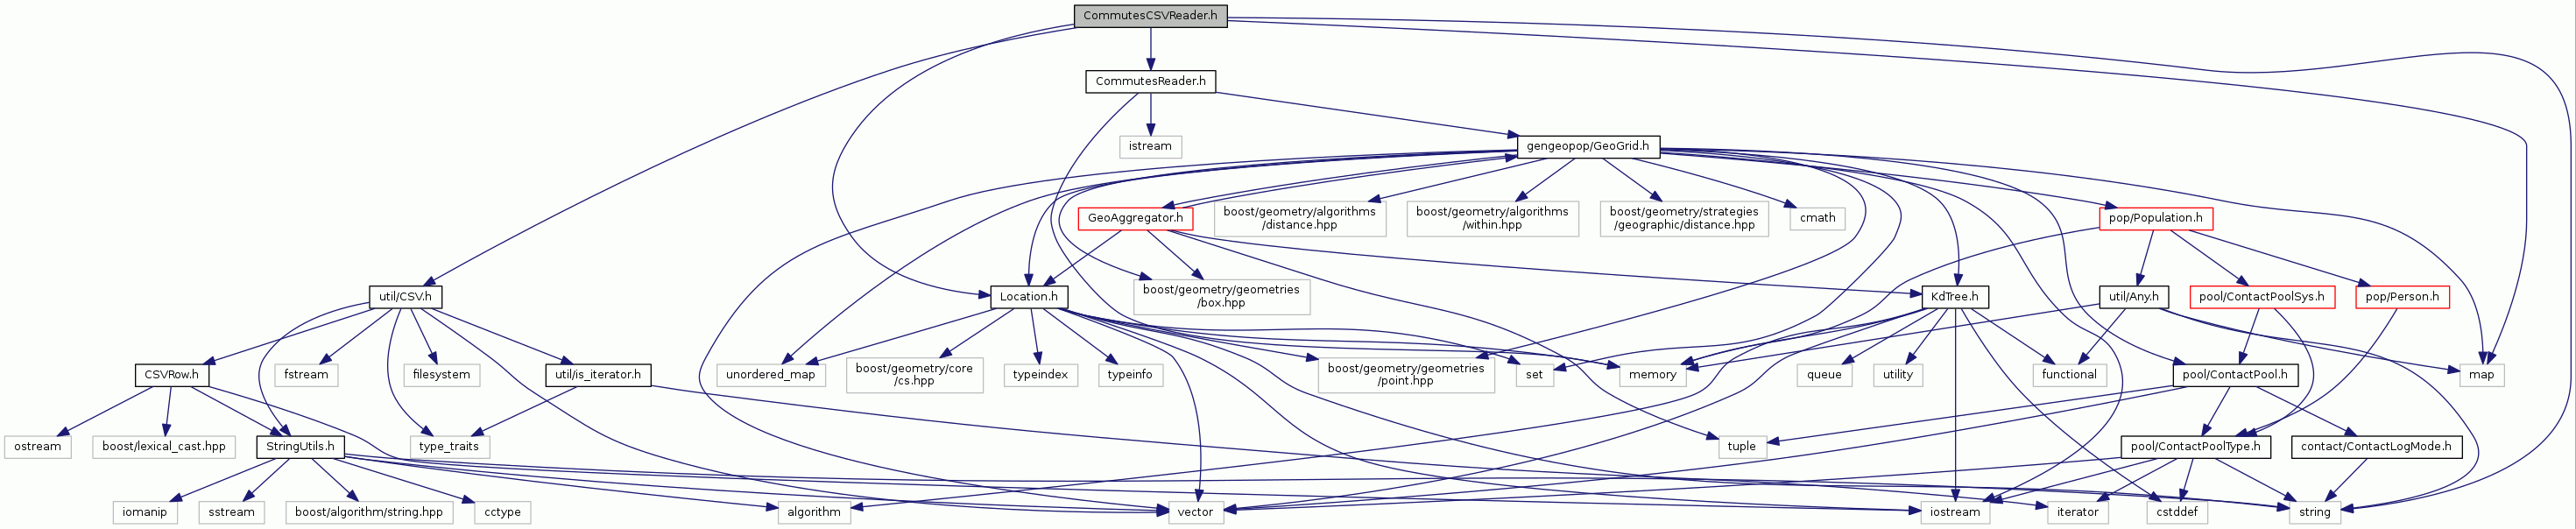 CommutesCSVReader.h
CommutesReader.h
istream
gengeopop/GeoGrid.h
GeoAggregator.h
boost/geometry/algorithms
/distance.hpp
boost/geometry/algorithms
/within.hpp
boost/geometry/strategies
/geographic/distance.hpp
cmath
pop/Population.h
util/CSV.h
Location.h
boost/geometry/geometries
/box.hpp
KdTree.h
util/Any.h
pool/ContactPoolSys.h
pop/Person.h
CSVRow.h
fstream
filesystem
util/is_iterator.h
unordered_map
boost/geometry/core
/cs.hpp
typeindex
typeinfo
boost/geometry/geometries
/point.hpp
set
memory
queue
utility
functional
pool/ContactPool.h
map
ostream
boost/lexical_cast.hpp
StringUtils.h
type_traits
tuple
pool/ContactPoolType.h
contact/ContactLogMode.h
iomanip
sstream
boost/algorithm/string.hpp
cctype
algorithm
vector
iostream
iterator
cstddef
string